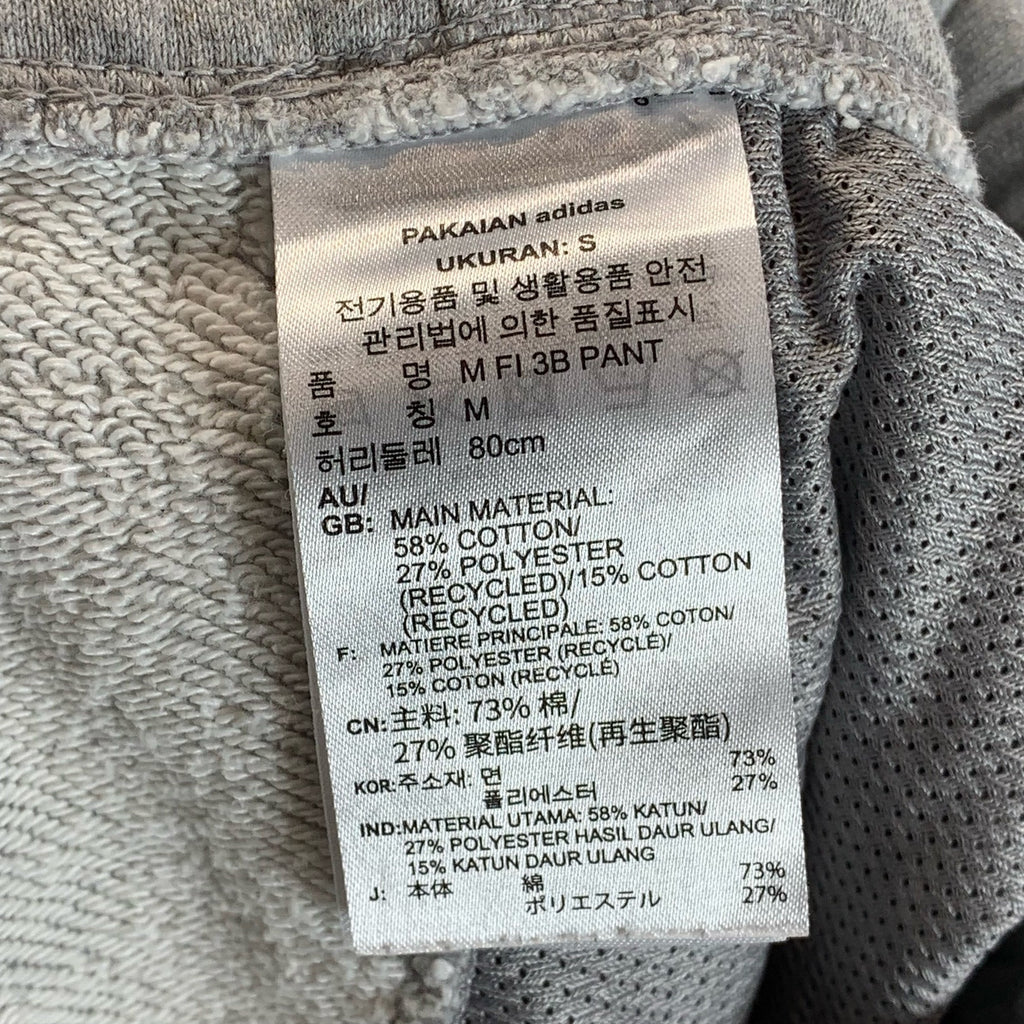 PAKAIAN adidas
UKURAN: S
전기용품 및 생활용품 안전
관리법에 의한 품질표시
품 명 M FI 3B PANT
호 칭 M
허리둘레 80cm
AU/
GB: MAIN MATERIAL:
58% COTTON/
27% POLYESTER
(RECYCLED)/15% COTTON
(RECYCLED)
F: MATIERE PRINCIPALE: 58% COTON/
27% POLYESTER (RECYCLÉ)/
15% COTON (RECYCLÉ)
CN: 主料: 73% 棉/
27% 聚酯纤维(再生聚酯)
KOR: 주소재: 면 73%
폴리에스터 27%
IND: MATERIAL UTAMA: 58% KATUN/
27% POLYESTER HASIL DAUR ULANG/
15% KATUN DAUR ULANG
J: 本体 綿 73%
ポリエステル 27%